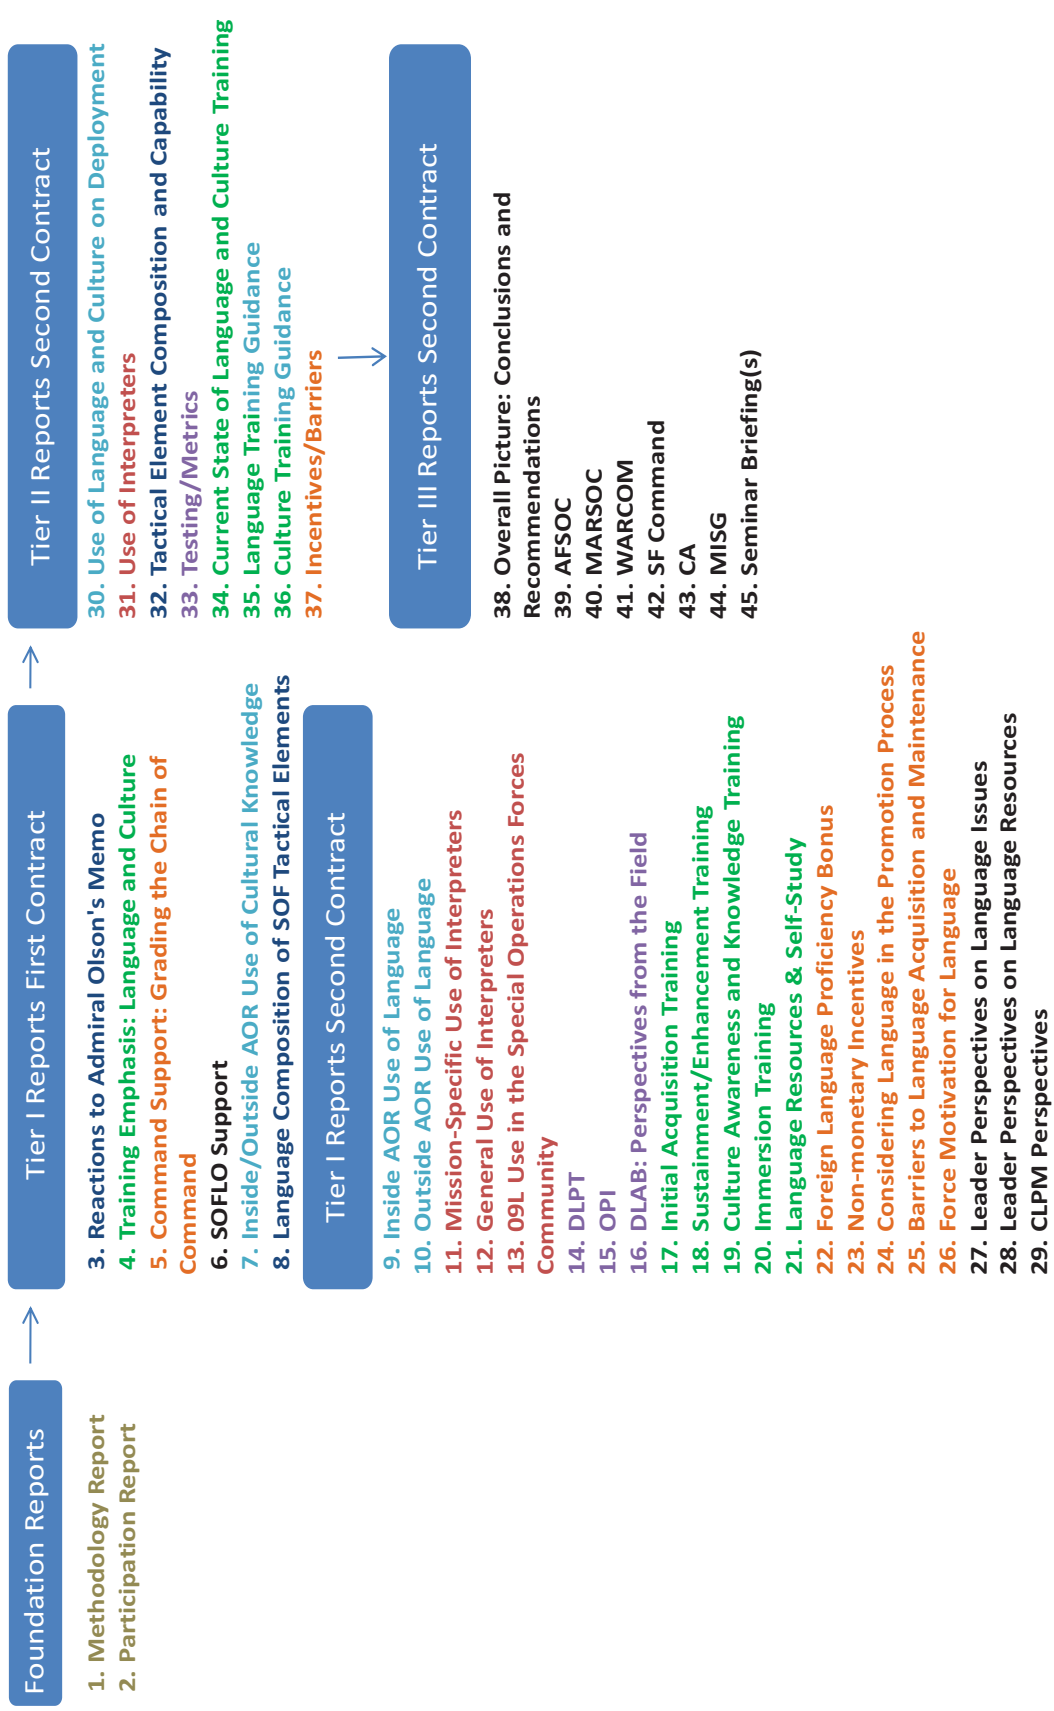 Foundation Reports
1. Methodology Report
2. Participation Report
Tier I Reports First Contract
3. Reactions to Admiral Olson's Memo
4. Training Emphasis: Language and Culture
5. Command Support: Grading the Chain of
Command
6. SOFLO Support
7. Inside/Outside AOR Use of Cultural Knowledge
8. Language Composition of SOF Tactical Elements
Tier I Reports Second Contract
9. Inside AOR Use of Language
10. Outside AOR Use of Language
11. Mission-Specific Use of Interpreters
12. General Use of Interpreters
13. 09L Use in the Special Operations Forces
Community
14. DLPT
15. OPI
16. DLAB: Perspectives from the Field
17. Initial Acquisition Training
18. Sustainment/Enhancement Training
19. Culture Awareness and Knowledge Training
20. Immersion Training
21. Language Resources & Self-Study
22. Foreign Language Proficiency Bonus
23. Non-monetary Incentives
24. Considering Language in the Promotion Process
25. Barriers to Language Acquisition and Maintenance
26. Force Motivation for Language
27. Leader Perspectives on Language Issues
28. Leader Perspectives on Language Resources
29. CLPM Perspectives
Tier II Reports Second Contract
30. Use of Language and Culture on Deployment
31. Use of Interpreters
32. Tactical Element Composition and Capability
33. Testing/Metrics
34. Current State of Language and Culture Training
35. Language Training Guidance
36. Culture Training Guidance
37. Incentives/Barriers
Tier III Reports Second Contract
38. Overall Picture: Conclusions and
Recommendations
39. AFSOC
40. MARSOC
41. WARCOM
42. SF Command
43. CA
44. MISG
45. Seminar Briefing(s)